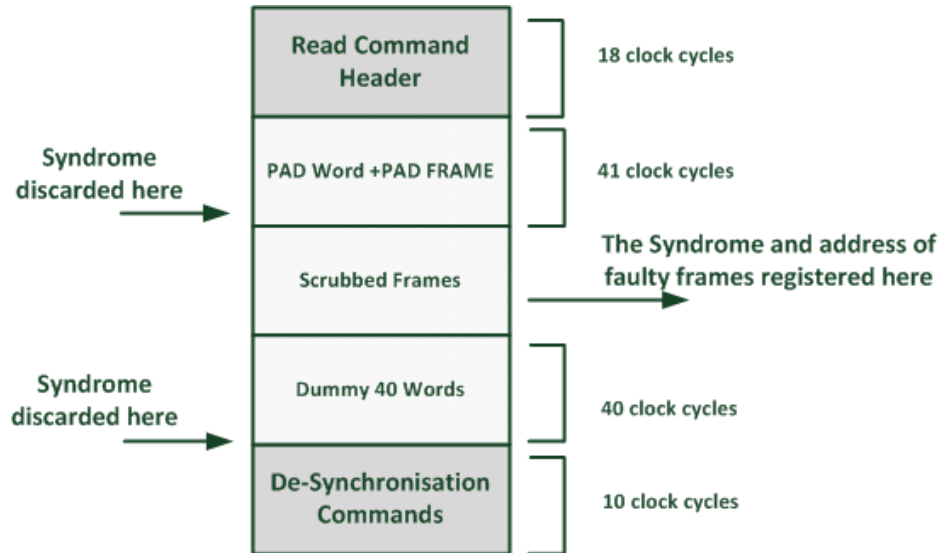 Read Command
Header
18 clock cycles
Syndrome
discarded here
PAD Word +PAD FRAME
41 clock cycles
Scrubbed Frames
The Syndrome and address of
faulty frames registered here
Syndrome
discarded here
Dummy 40 Words
40 clock cycles
De-Synchronisation
Commands
10 clock cycles